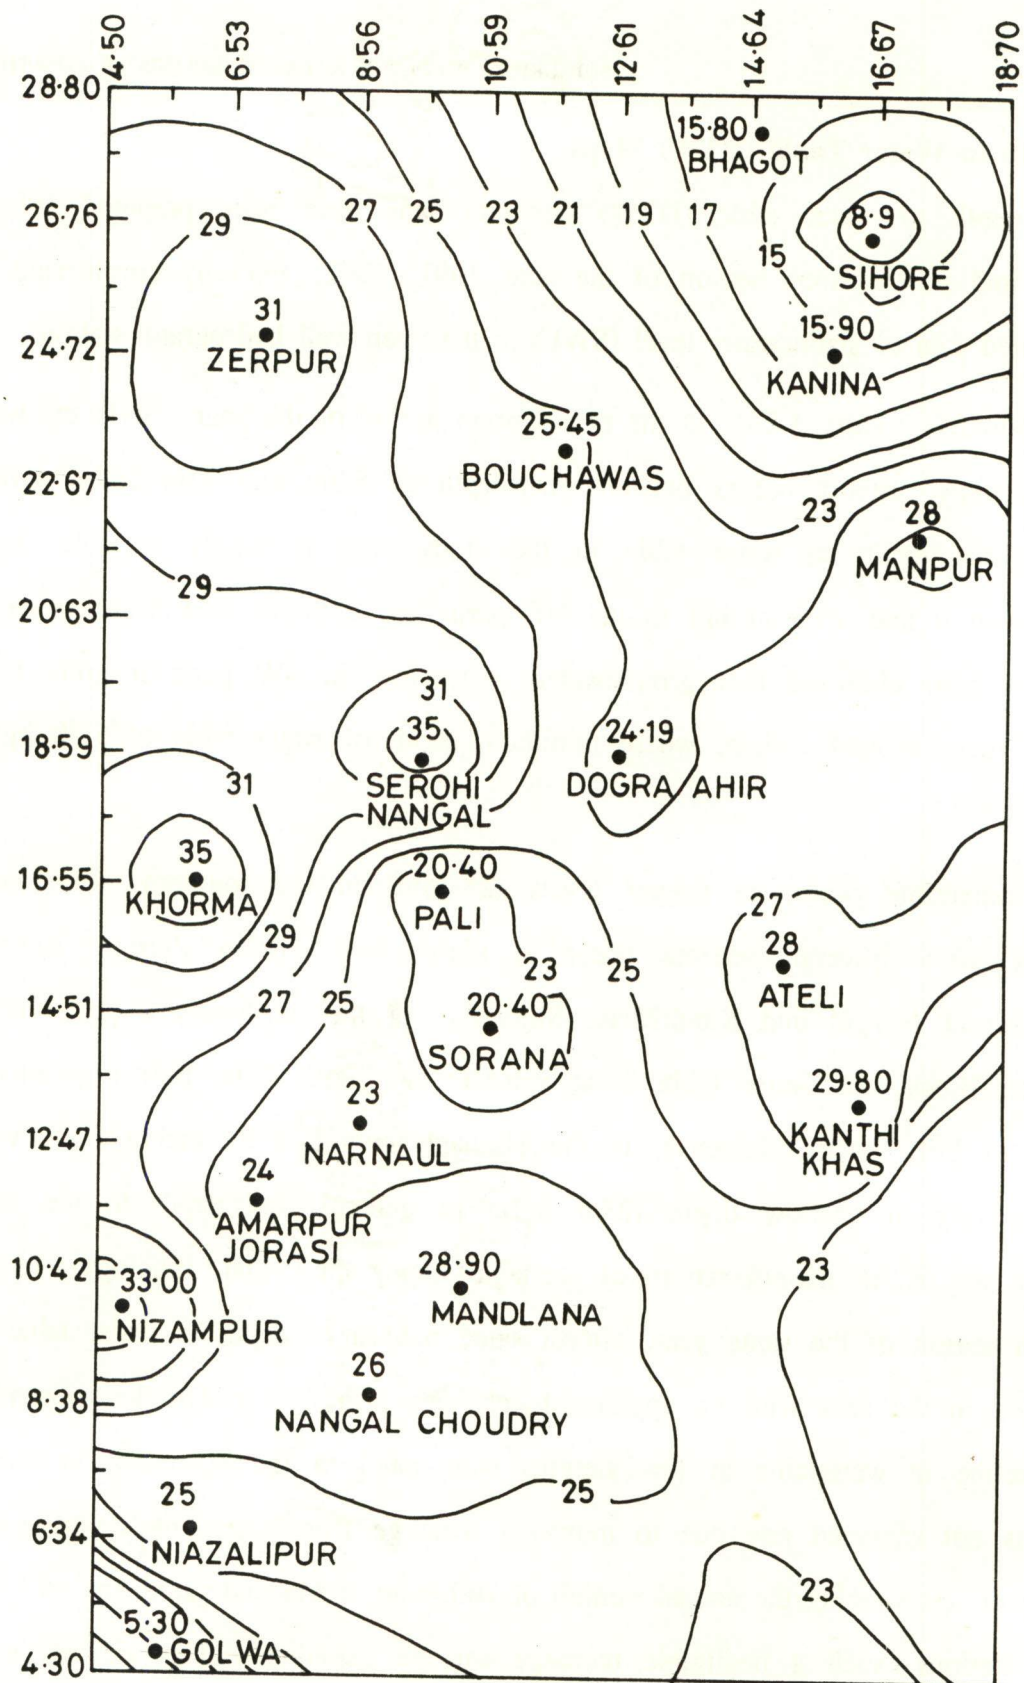 4·50 6·53 8·56 10·59 12·61 14·64 16·67 18·70
28·80
15·80
BHAGOT
26·76
29 27 25 23 21 19 17
8·9
15
SIHORE
31
ZERPUR
15·90
24·72
KANINA
25·45
BOUCHAWAS
22·67
23
28
MANPUR
29
20·63
31
35
24·19
18·59
SEROHI
NANGAL
DOGRA AHIR
31
35
16·55
KHORMA
20·40
PALI
27
29
23
25
28
ATELI
14·51
27
25
20·40
SORANA
23
29·80
12·47
NARNAUL
KANTHI
KHAS
24
AMARPUR
JORASI
10·42
33·00
NIZAMPUR
28·90
MANDLANA
23
26
8·38
NANGAL CHOUDRY
25
25
6·34
NIAZALIPUR
23
5·30
GOLWA
4·30